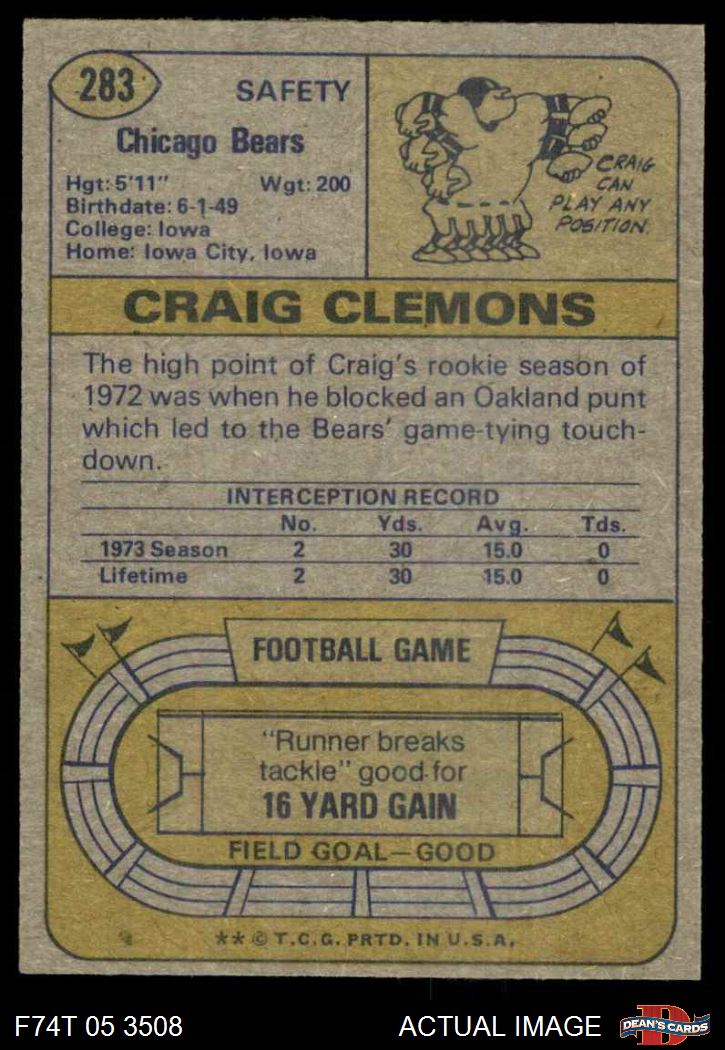 283
SAFETY
Chicago Bears
Hgt: 5'11" Wgt: 200
Birthdate: 6-1-49
College: Iowa
Home: Iowa City, Iowa
CRAIG
CAN
PLAY ANY
POSITION.
CRAIG CLEMONS
The high point of Craig's rookie season of
1972 was when he blocked an Oakland punt
which led to the Bears' game-tying touch-
down.
INTERCEPTION RECORD
No. Yds. Avg. Tds.
1973 Season 2 30 15.0 0
Lifetime 2 30 15.0 0
FOOTBALL GAME
"Runner breaks
tackle" good for
16 YARD GAIN
FIELD GOAL—GOOD
** © T.C.G. PRTD. IN U.S.A.
F74T 05 3508 ACTUAL IMAGE
D
DEAN'S CARDS